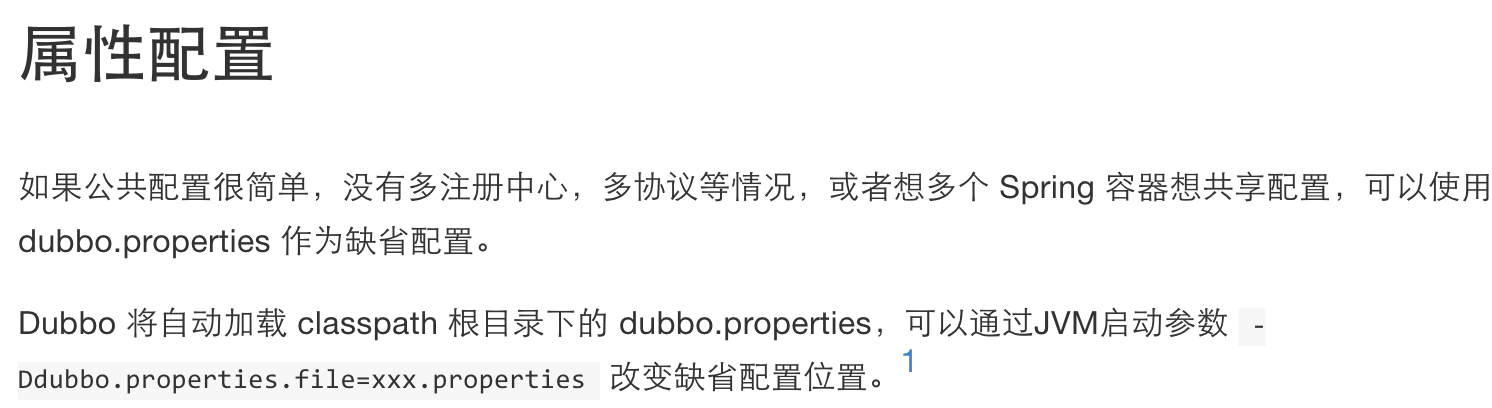 属性配置
如果公共配置很简单，没有多注册中心，多协议等情况，或者想多个 Spring 容器想共享配置，可以使用
dubbo.properties 作为缺省配置。
Dubbo 将自动加载 classpath 根目录下的 dubbo.properties，可以通过JVM启动参数 -
Ddubbo.properties.file=xxx.properties 改变缺省配置位置。1